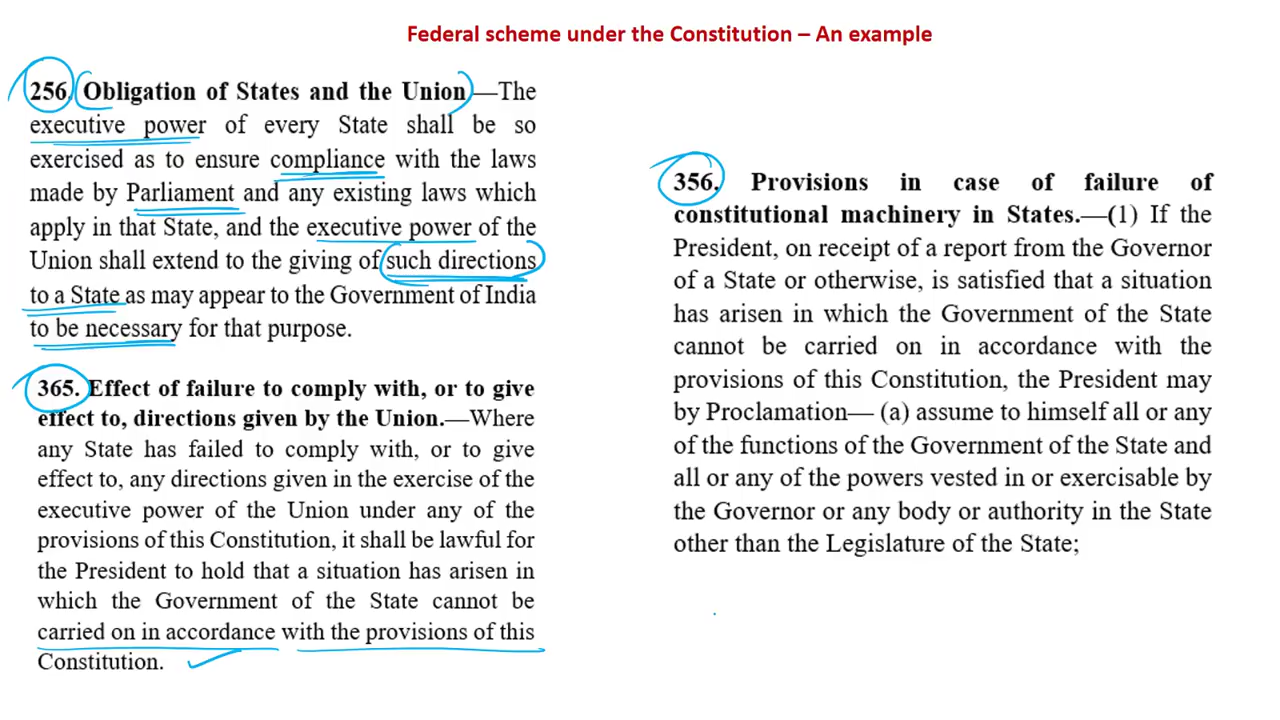 Federal scheme under the Constitution – An example
256. Obligation of States and the Union.—The
executive power of every State shall be so
exercised as to ensure compliance with the laws
made by Parliament and any existing laws which
apply in that State, and the executive power of the
Union shall extend to the giving of such directions
to a State as may appear to the Government of India
to be necessary for that purpose.
365. Effect of failure to comply with, or to give
effect to, directions given by the Union.—Where
any State has failed to comply with, or to give
effect to, any directions given in the exercise of the
executive power of the Union under any of the
provisions of this Constitution, it shall be lawful for
the President to hold that a situation has arisen in
which the Government of the State cannot be
carried on in accordance with the provisions of this
Constitution.
356. Provisions in case of failure of
constitutional machinery in States.—(1) If the
President, on receipt of a report from the Governor
of a State or otherwise, is satisfied that a situation
has arisen in which the Government of the State
cannot be carried on in accordance with the
provisions of this Constitution, the President may
by Proclamation— (a) assume to himself all or any
of the functions of the Government of the State and
all or any of the powers vested in or exercisable by
the Governor or any body or authority in the State
other than the Legislature of the State;